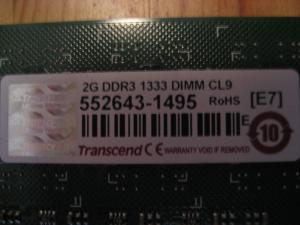 2G DDR3 1333 DIMM CL9
552643-1495 RoHS [E7]
E
10
Transcend CE WARRANTY VOID IF REMOVED